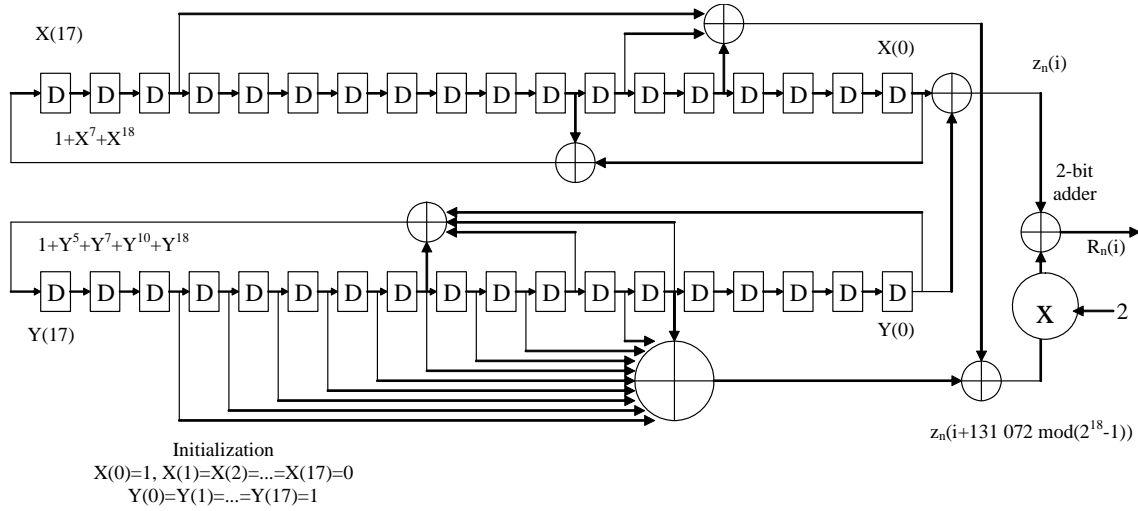 X(17)
X(0)
z_n(i)
D D D D D D D D D D D D D D D D D D
1+X^7+X^18
2-bit
adder
R_n(i)
1+Y^5+Y^7+Y^10+Y^18
D D D D D D D D D D D D D D D D D D
X
2
Y(17)
Y(0)
z_n(i+131 072 mod(2^18-1))
Initialization
X(0)=1, X(1)=X(2)=...=X(17)=0
Y(0)=Y(1)=...=Y(17)=1